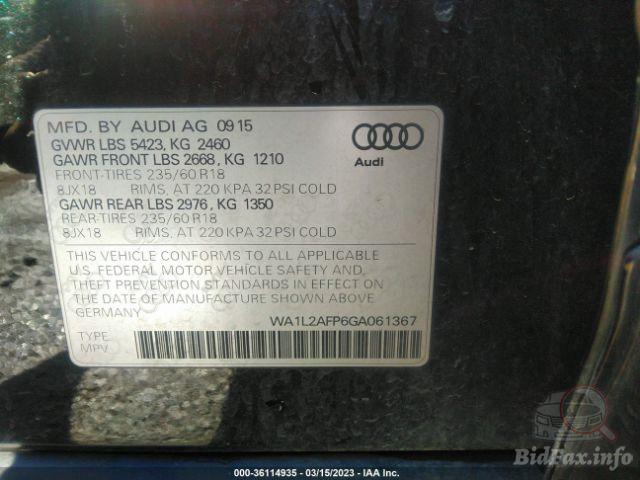 MFD. BY AUDI AG 09 15
GVWR LBS 5423, KG 2460
GAWR FRONT LBS 2668, KG 1210
FRONT-TIRES 235/60 R18
8JX18 RIMS, AT 220 KPA 32 PSI COLD
GAWR REAR LBS 2976, KG 1350
REAR-TIRES 235/60 R18
8JX18 RIMS, AT 220 KPA 32 PSI COLD
Audi
THIS VEHICLE CONFORMS TO ALL APPLICABLE
U.S. FEDERAL MOTOR VEHICLE SAFETY AND
THEFT PREVENTION STANDARDS IN EFFECT ON
THE DATE OF MANUFACTURE SHOWN ABOVE
GERMANY
WA1L2AFP6GA061367
TYPE
MPV
000-36114935 - 03/15/2023 - IAA Inc.
BidFax.info